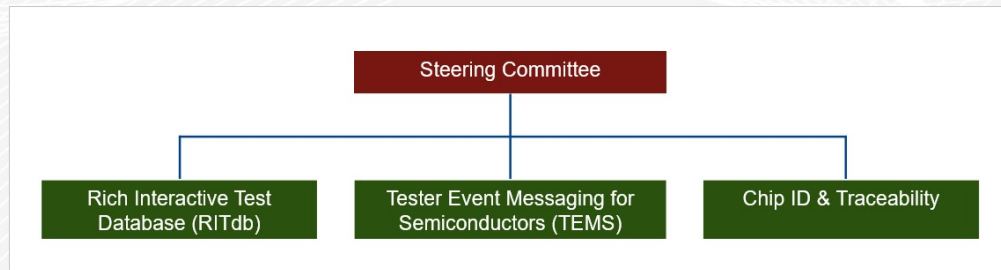 Steering Committee
Rich Interactive Test
Database (RITdb)
Tester Event Messaging for
Semiconductors (TEMS)
Chip ID & Traceability